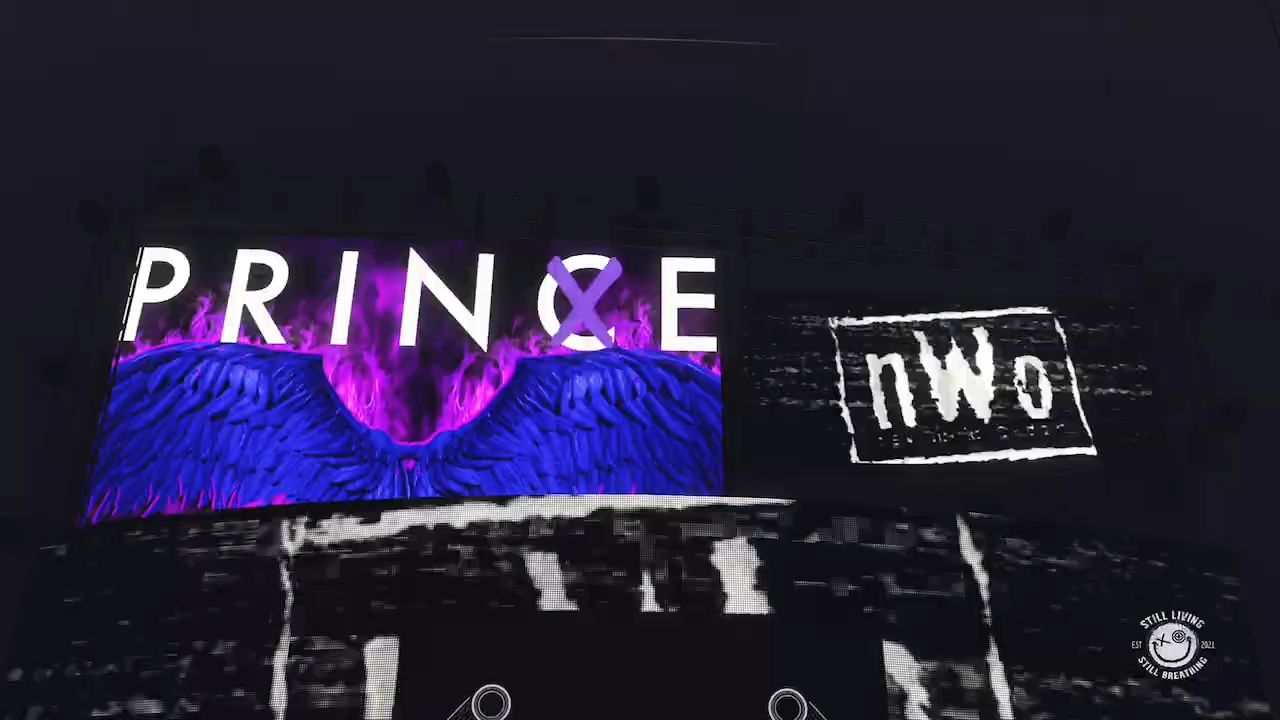 PRINCE
nWo
STILL LIVING
EST 2021
STILL BREATHING